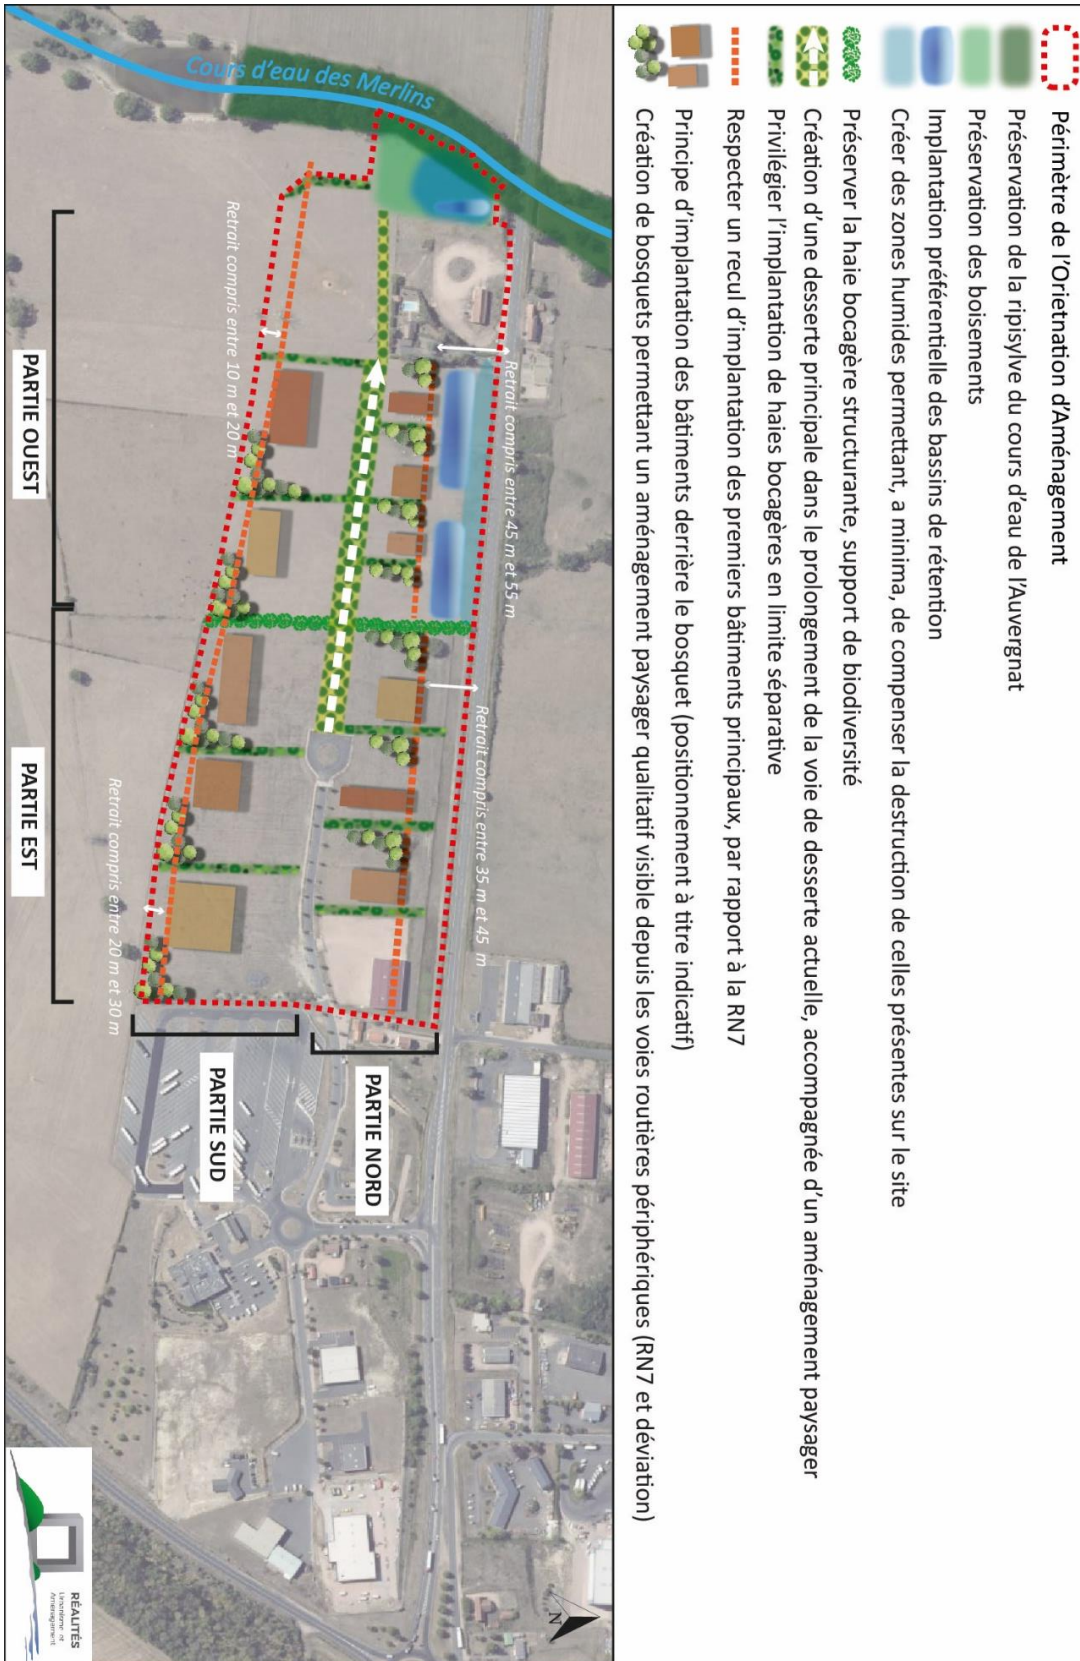 Périmètre de l'Orietnation d'Aménagement
Préservation de la ripisylve du cours d'eau de l'Auvergnat
Préservation des boisements
Implantation préférentielle des bassins de rétention
Créer des zones humides permettant, a minima, de compenser la destruction de celles présentes sur le site
Préserver la haie bocagère structurante, support de biodiversité
Création d'une desserte principale dans le prolongement de la voie de desserte actuelle, accompagnée d'un aménagement paysager
Privilégier l'implantation de haies bocagères en limite séparative
Respecter un recul d'implantation des premiers bâtiments principaux, par rapport à la RN7
Principe d'implantation des bâtiments derrière le bosquet (positionnement à titre indicatif)
Création de bosquets permettant un aménagement paysager qualitatif visible depuis les voies routières périphériques (RN7 et déviation)
Cours d'eau des Merlins
Retrait compris entre 45 m et 55 m
Retrait compris entre 35 m et 45 m
Retrait compris entre 10 m et 20 m
Retrait compris entre 20 m et 30 m
PARTIE NORD
PARTIE SUD
PARTIE OUEST
PARTIE EST
N
RÉALITÉS
Urbanisme et
Aménagement